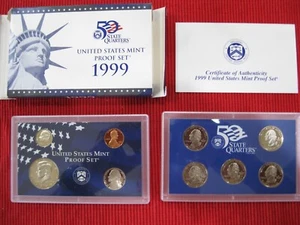 50
STATE
QUARTERS
UNITED STATES MINT
PROOF SET
1999
Certificate of Authenticity
1999 United States Mint Proof Set
UNITED STATES MINT
PROOF SET
50
STATE
QUARTERS